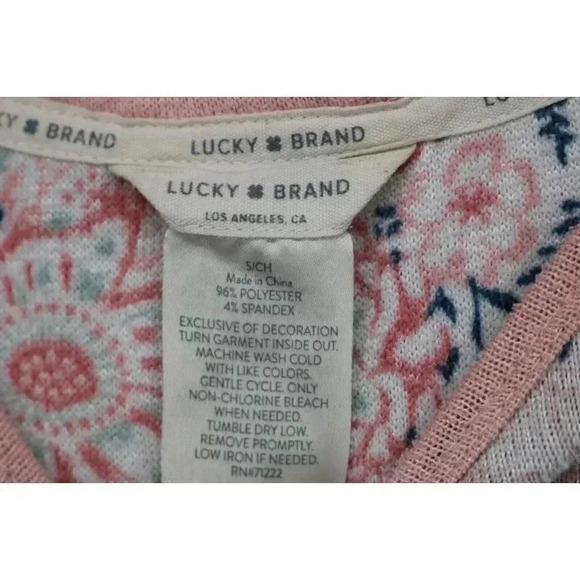 KY BRAND
LUCKY BRAND
LUCKY BRAND
LOS ANGELES, CA
S/CH
Made in China
96% POLYESTER
4% SPANDEX
EXCLUSIVE OF DECORATION
TURN GARMENT INSIDE OUT.
MACHINE WASH COLD
WITH LIKE COLORS.
GENTLE CYCLE. ONLY
NON-CHLORINE BLEACH
WHEN NEEDED.
TUMBLE DRY LOW.
REMOVE PROMPTLY.
LOW IRON IF NEEDED.
RN#71222